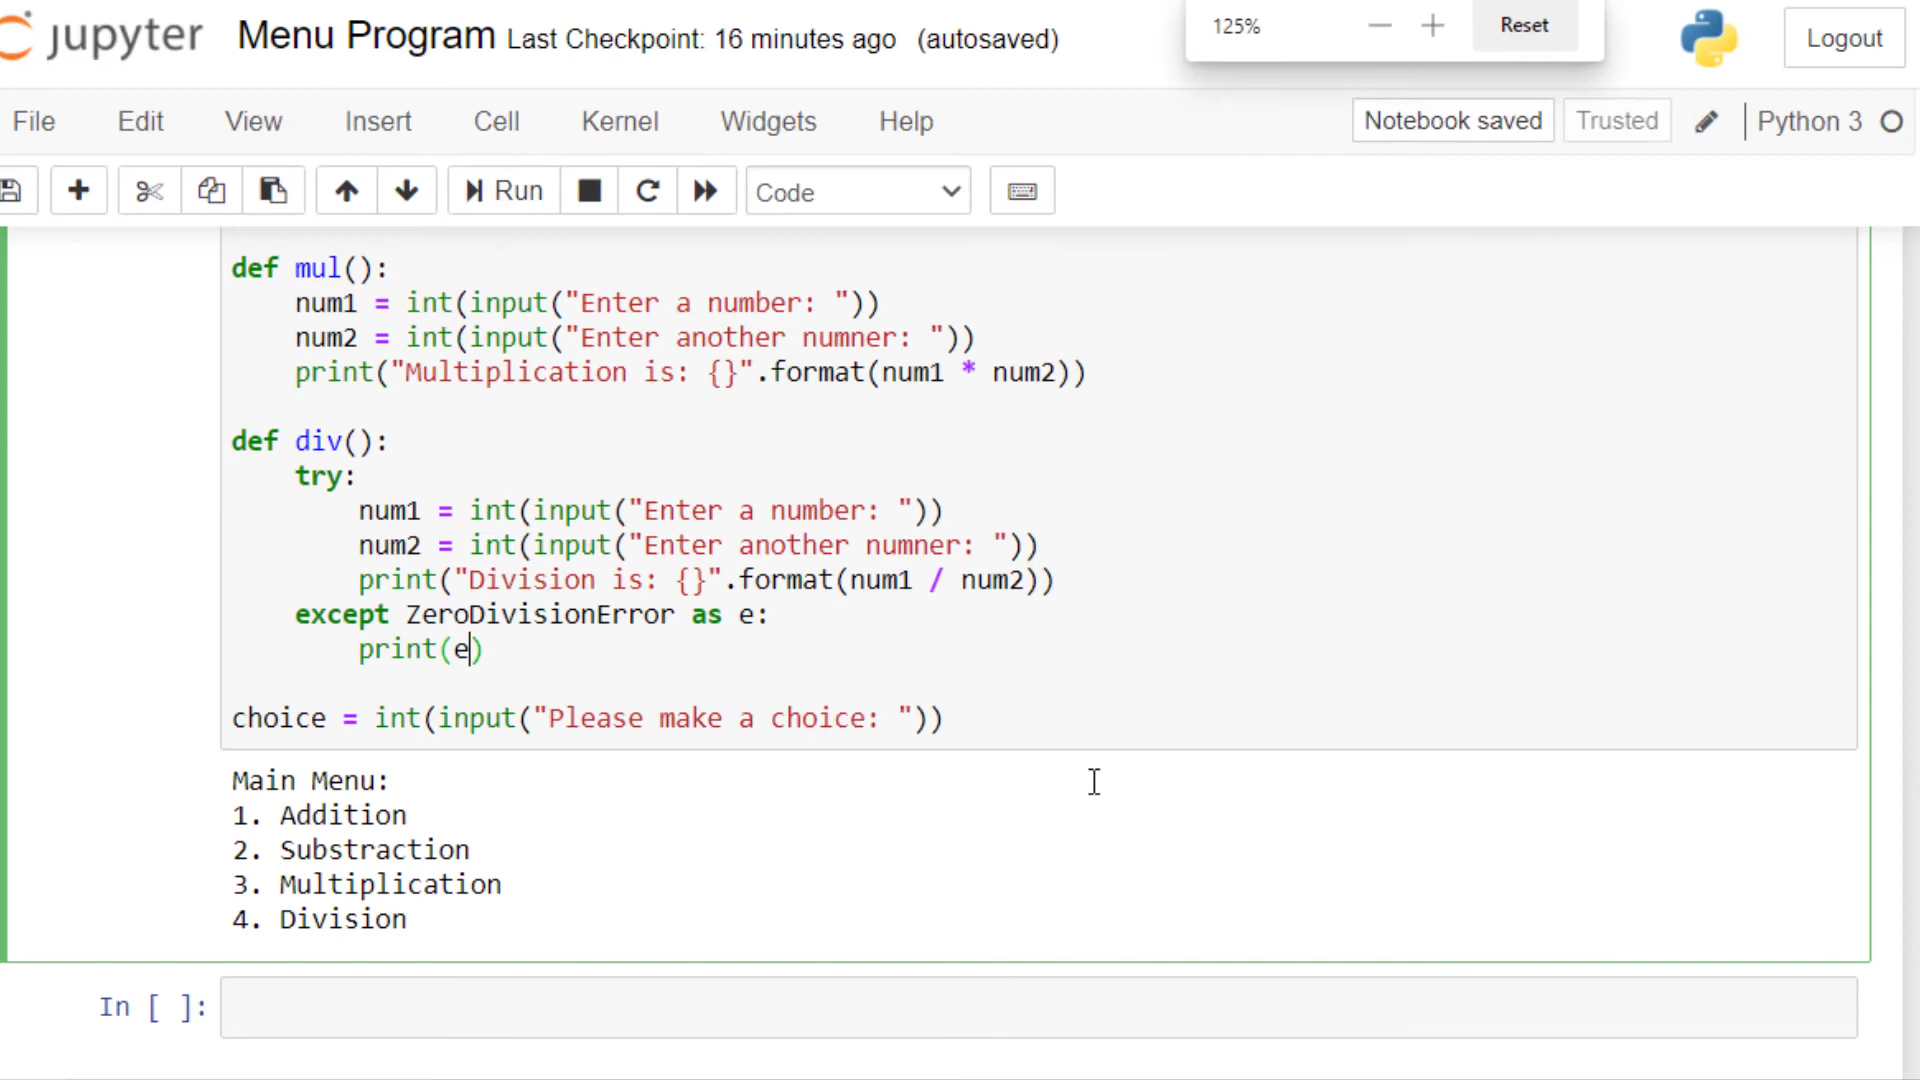 jupyter Menu Program Last Checkpoint: 16 minutes ago (autosaved) 125% Reset Logout
File Edit View Insert Cell Kernel Widgets Help Notebook saved Trusted Python 3
Run Code
def mul():
    num1 = int(input("Enter a number: "))
    num2 = int(input("Enter another numner: "))
    print("Multiplication is: {}".format(num1 * num2))
def div():
    try:
        num1 = int(input("Enter a number: "))
        num2 = int(input("Enter another numner: "))
        print("Division is: {}".format(num1 / num2))
    except ZeroDivisionError as e:
        print(e)
choice = int(input("Please make a choice: "))
Main Menu:
1. Addition
2. Substraction
3. Multiplication
4. Division
In [ ]: